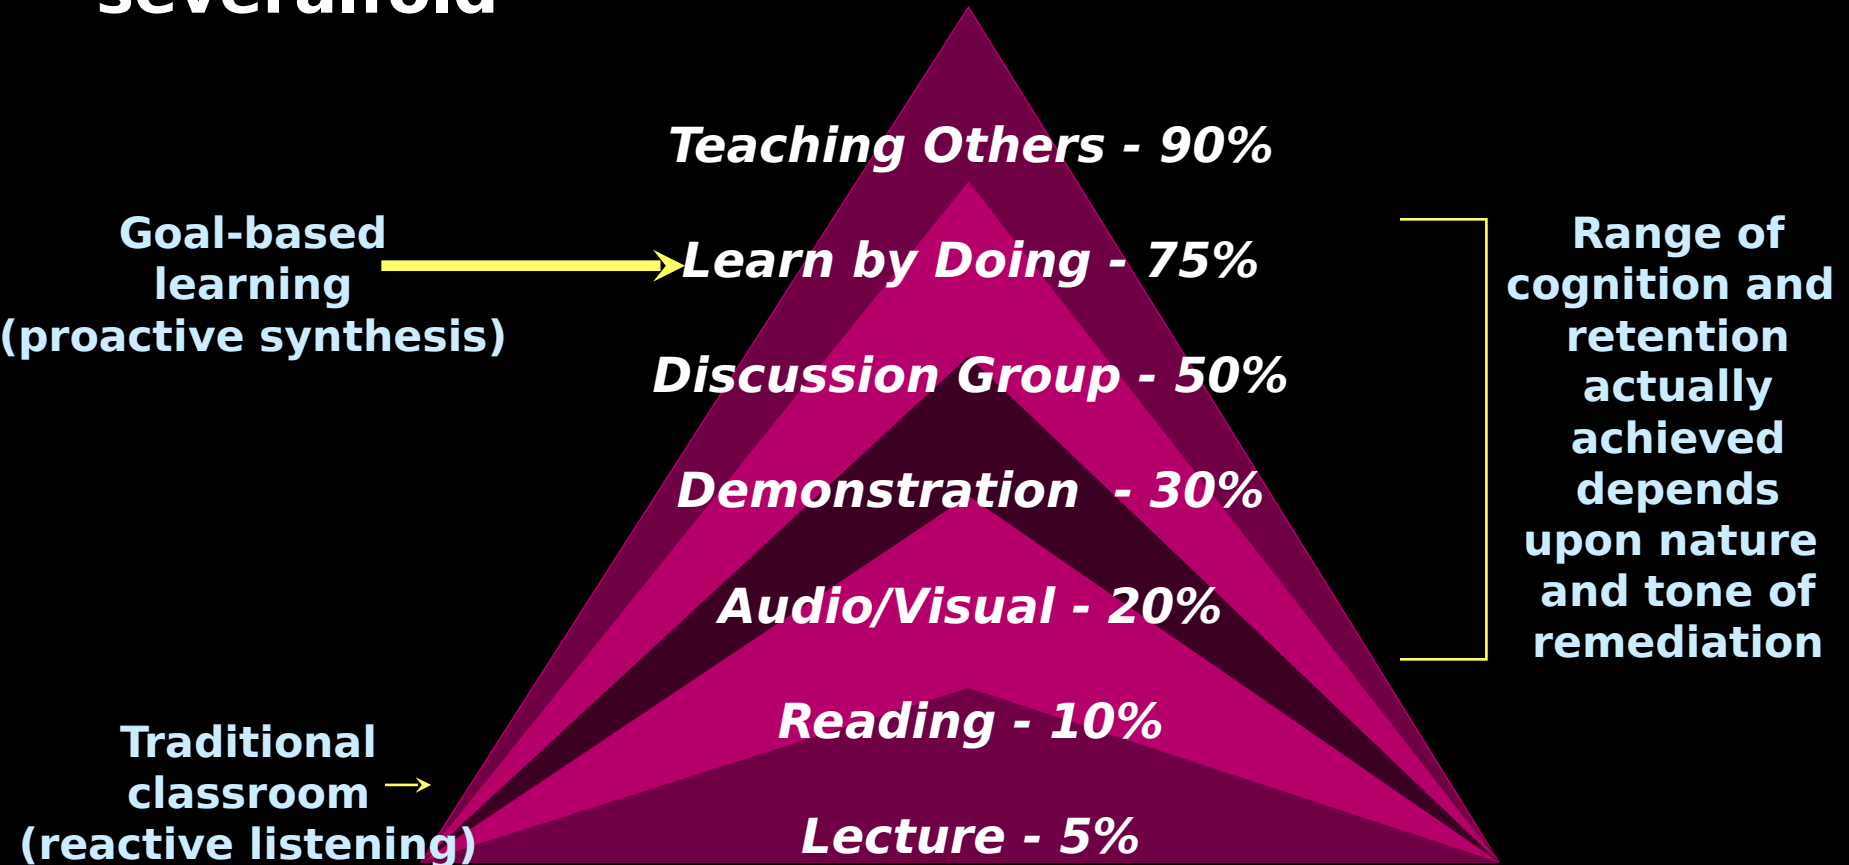 severalfold
Teaching Others - 90%
Goal-based
learning
(proactive synthesis)
Learn by Doing - 75%
Discussion Group - 50%
Demonstration  - 30%
Audio/Visual - 20%
Reading - 10%
Lecture - 5%
Range of
cognition and
retention
actually
achieved
depends
upon nature
and tone of
remediation
Traditional
classroom
(reactive listening)